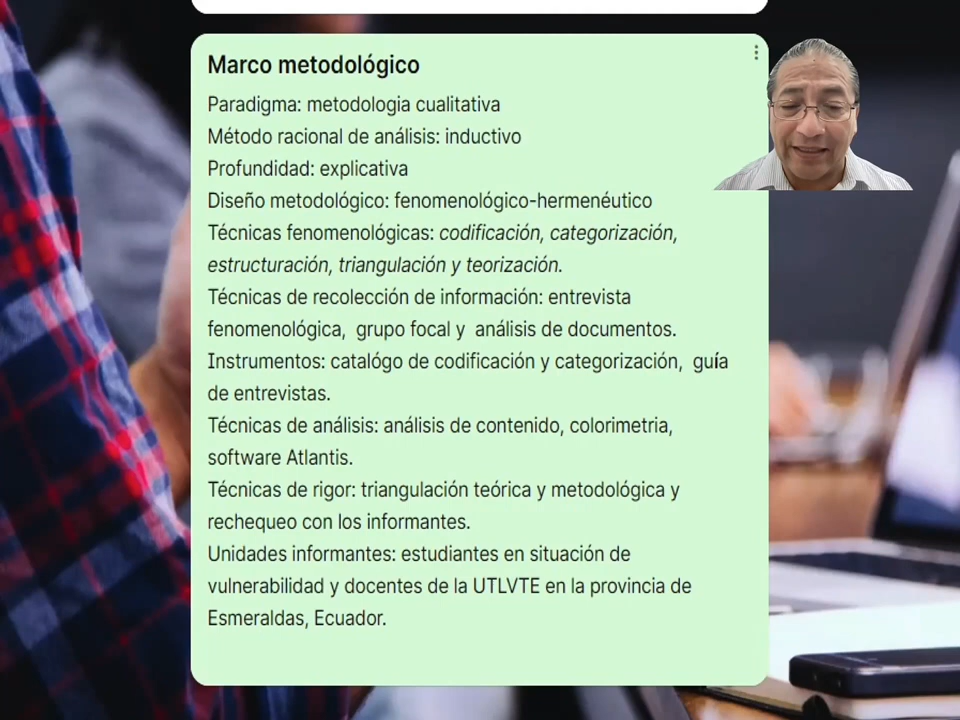 Marco metodológico
Paradigma: metodologia cualitativa
Método racional de análisis: inductivo
Profundidad: explicativa
Diseño metodológico: fenomenológico-hermenéutico
Técnicas fenomenológicas: codificación, categorización,
estructuración, triangulación y teorización.
Técnicas de recolección de información: entrevista
fenomenológica, grupo focal y análisis de documentos.
Instrumentos: catalógo de codificación y categorización, guía
de entrevistas.
Técnicas de análisis: análisis de contenido, colorimetria,
software Atlantis.
Técnicas de rigor: triangulación teórica y metodológica y
rechequeo con los informantes.
Unidades informantes: estudiantes en situación de
vulnerabilidad y docentes de la UTLVTE en la provincia de
Esmeraldas, Ecuador.